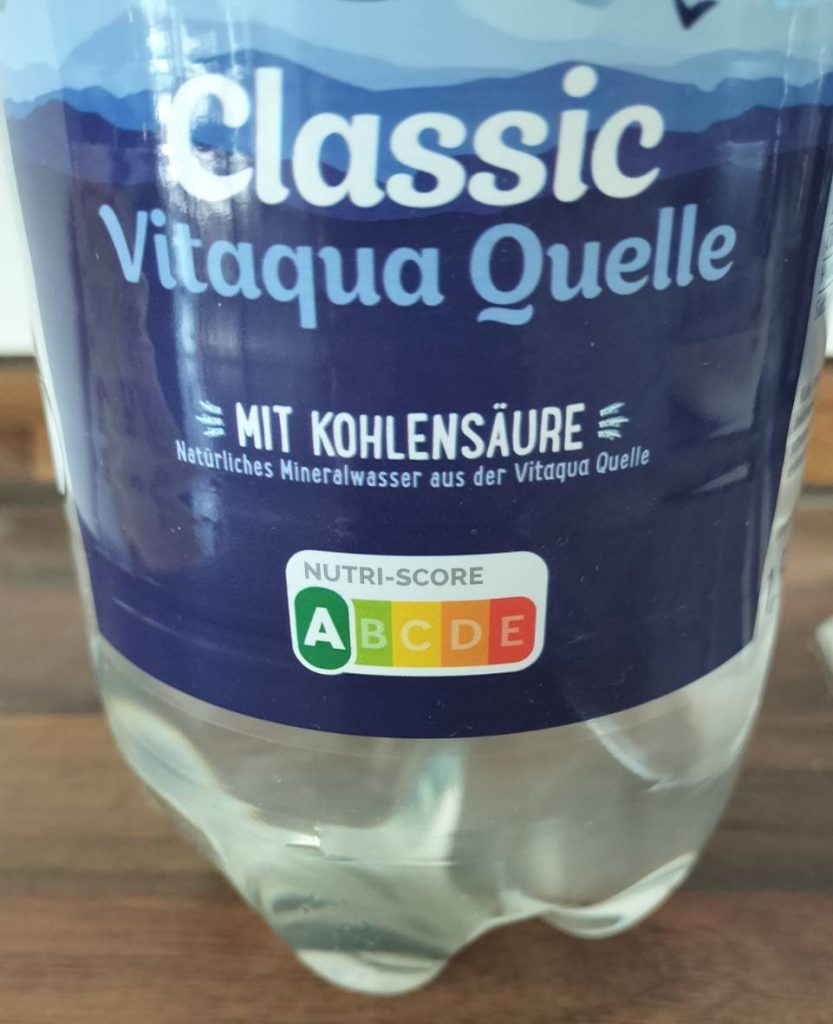 Classic
Vitaqua Quelle
MIT KOHLENSÄURE
Natürliches Mineralwasser aus der Vitaqua Quelle
NUTRI-SCORE
A B C D E